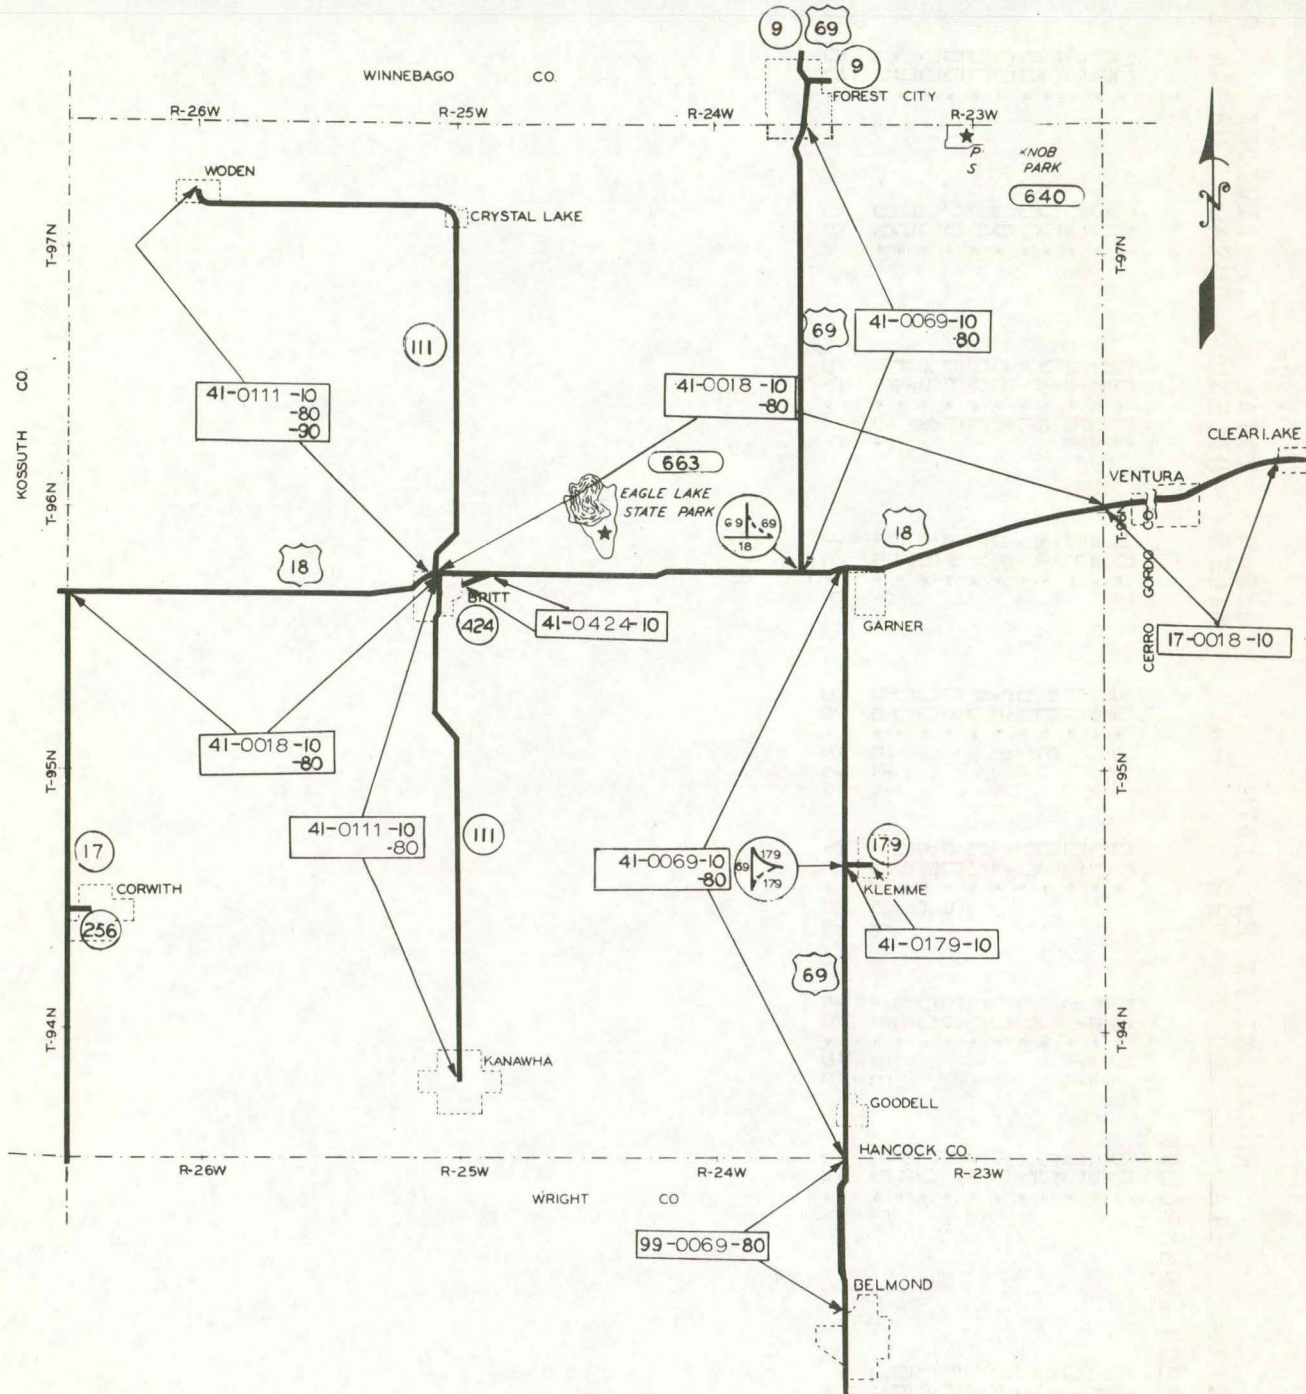 9 69
WINNEBAGO CO.
9
FOREST CITY
R-26W R-25W R-24W R-23W
P
S
KNOB
PARK
640
N
WODEN
CRYSTAL LAKE
T-97N
T-97N
111
69
41-0069-10
-80
41-0111-10
-80
-90
41-0018-10
-80
KOSSUTH CO.
CLEAR LAKE
663
VENTURA
EAGLE LAKE
STATE PARK
T-96N
T-96N
69 69
18
18
18
BRITT
424
41-0424-10
GARNER
CERRO GORDO CO.
17-0018-10
41-0018-10
-80
T-95N
T-95N
41-0111-10
-80
111
17
CORWITH
256
41-0069-10
-80
69 179
179
179
KLEMME
41-0179-10
69
T-94N
T-94N
KANAWHA
GOODELL
HANCOCK CO.
R-26W R-25W R-24W R-23W
WRIGHT CO
99-0069-80
BELMOND